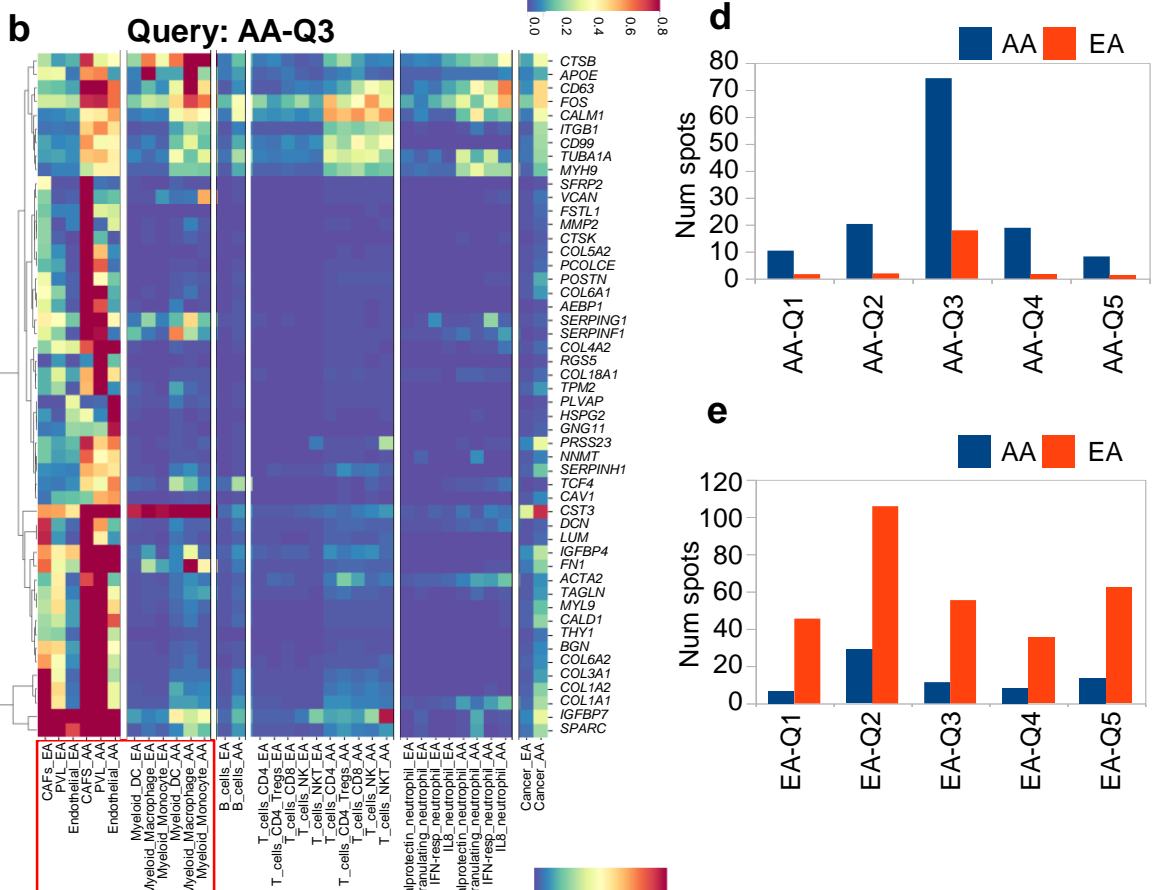 b
Query: AA-Q3
0.0
0.2
0.4
0.6
0.8
CTSB
APOE
CD63
FOS
CALM1
ITGB1
CD99
TUBA1A
MYH9
SFRP2
VCAN
FSTL1
MMP2
CTSK
COL5A2
PCOLCE
POSTN
COL6A1
AEBP1
SERPING1
SERPINF1
COL4A2
RGS5
COL18A1
TPM2
PLVAP
HSPG2
GNG11
PRSS23
NNMT
SERPINH1
TCF4
CAV1
CST3
DCN
LUM
IGFBP4
FN1
ACTA2
TAGLN
MYL9
CALD1
THY1
BGN
COL6A2
COL3A1
COL1A2
COL1A1
IGFBP7
SPARC
CAFs_EA
PVL_EA
Endothelial_EA
CAFS_AA
PVL_AA
Endothelial_AA
Myeloid_DC_EA
Myeloid_Macrophage_EA
Myeloid_Monocyte_EA
Myeloid_DC_AA
Myeloid_Macrophage_AA
Myeloid_Monocyte_AA
B_cells_EA
B_cells_AA
T_cells_CD4_EA
T_cells_CD4_Tregs_EA
T_cells_CD8_EA
T_cells_NK_EA
T_cells_NKT_EA
T_cells_CD4_AA
T_cells_CD4_Tregs_AA
T_cells_CD8_AA
T_cells_NK_AA
T_cells_NKT_AA
alprotectin_neutrophil_EA
ranulating_neutrophil_EA
IFN-resp_neutrophil_EA
IL8_neutrophil_EA
alprotectin_neutrophil_AA
ranulating_neutrophil_AA
IFN-resp_neutrophil_AA
IL8_neutrophil_AA
Cancer_EA
Cancer_AA
d
AA EA
Num spots
80
70
60
50
40
30
20
10
0
AA-Q1
AA-Q2
AA-Q3
AA-Q4
AA-Q5
e
AA EA
Num spots
120
100
80
60
40
20
0
EA-Q1
EA-Q2
EA-Q3
EA-Q4
EA-Q5